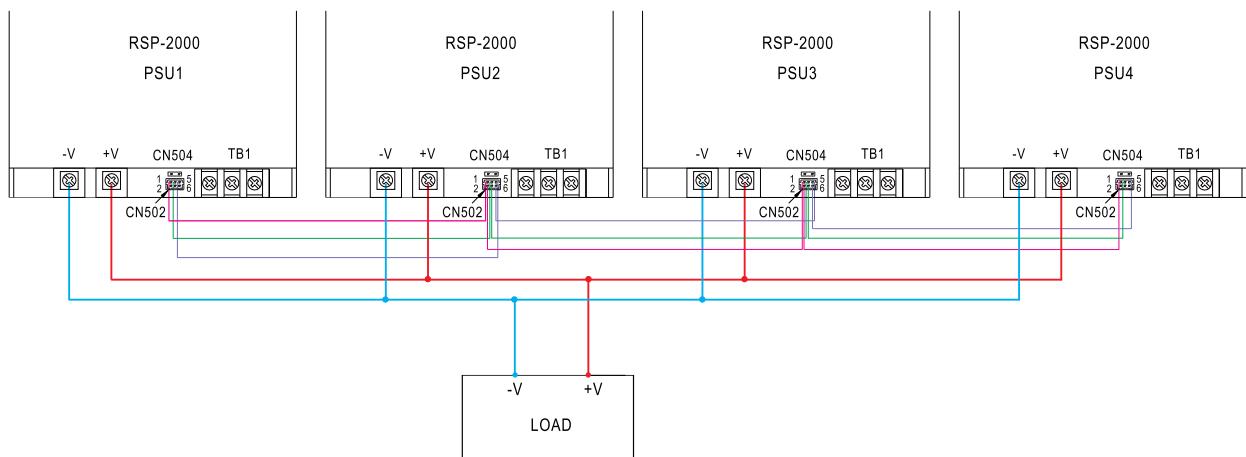 RSP-2000 RSP-2000 RSP-2000 RSP-2000
PSU1 PSU2 PSU3 PSU4
-V +V CN504 TB1 -V +V CN504 TB1 -V +V CN504 TB1 -V +V CN504 TB1
1 5 1 5 1 5 1 5
2 6 2 6 2 6 2 6
CN502 CN502 CN502 CN502
-V +V
LOAD